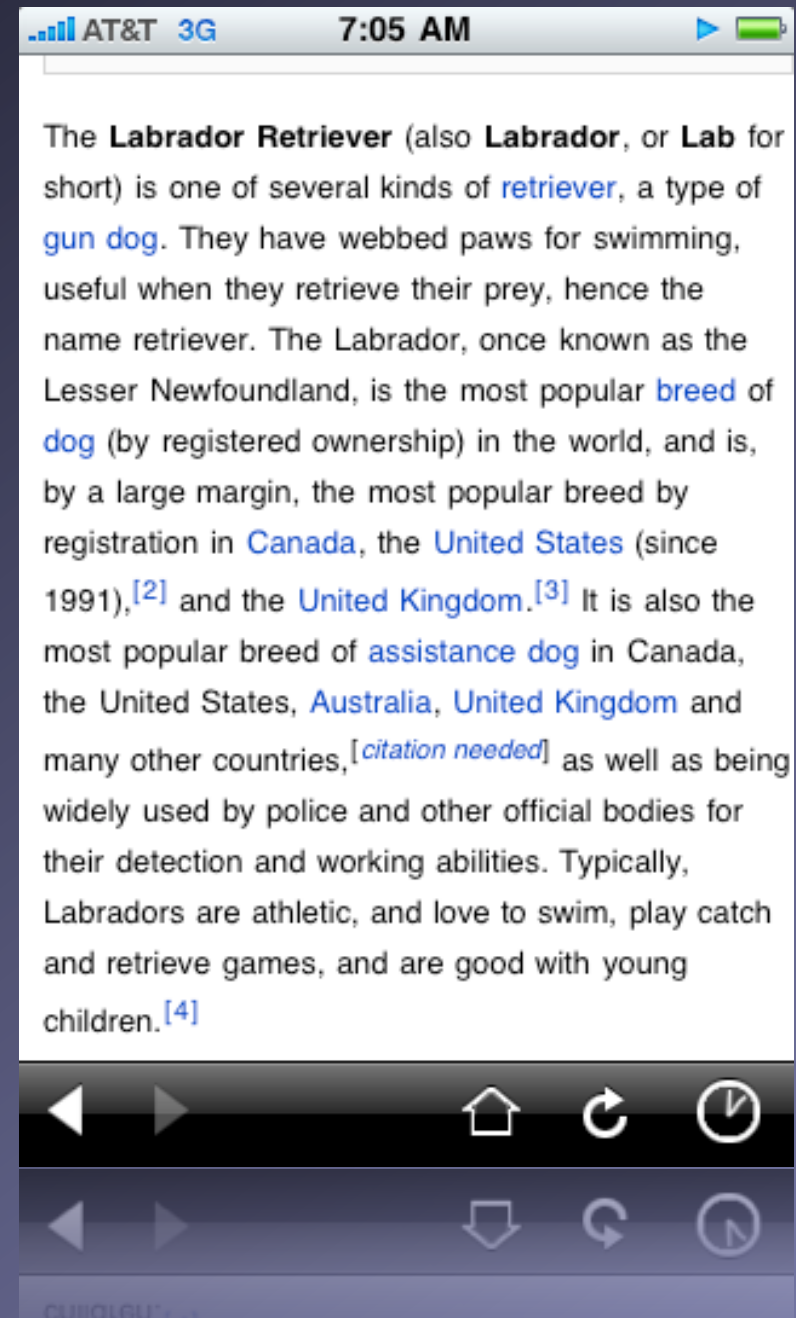 AT&T 3G 7:05 AM
The Labrador Retriever (also Labrador, or Lab for
short) is one of several kinds of retriever, a type of
gun dog. They have webbed paws for swimming,
useful when they retrieve their prey, hence the
name retriever. The Labrador, once known as the
Lesser Newfoundland, is the most popular breed of
dog (by registered ownership) in the world, and is,
by a large margin, the most popular breed by
registration in Canada, the United States (since
1991),[2] and the United Kingdom.[3] It is also the
most popular breed of assistance dog in Canada,
the United States, Australia, United Kingdom and
many other countries,[citation needed] as well as being
widely used by police and other official bodies for
their detection and working abilities. Typically,
Labradors are athletic, and love to swim, play catch
and retrieve games, and are good with young
children.[4]